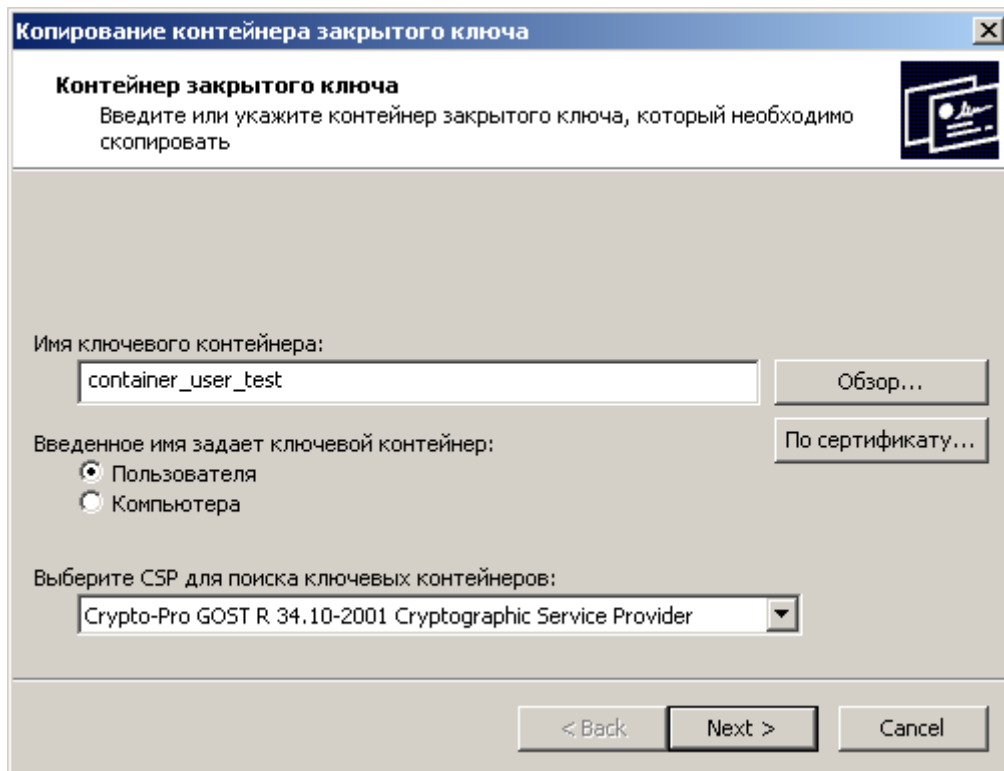 Копирование контейнера закрытого ключа
Контейнер закрытого ключа
Введите или укажите контейнер закрытого ключа, который необходимо
скопировать
Имя ключевого контейнера:
container_user_test
Обзор...
По сертификату...
Введенное имя задает ключевой контейнер:
Пользователя
Компьютера
Выберите CSP для поиска ключевых контейнеров:
Crypto-Pro GOST R 34.10-2001 Cryptographic Service Provider
< Back
Next >
Cancel